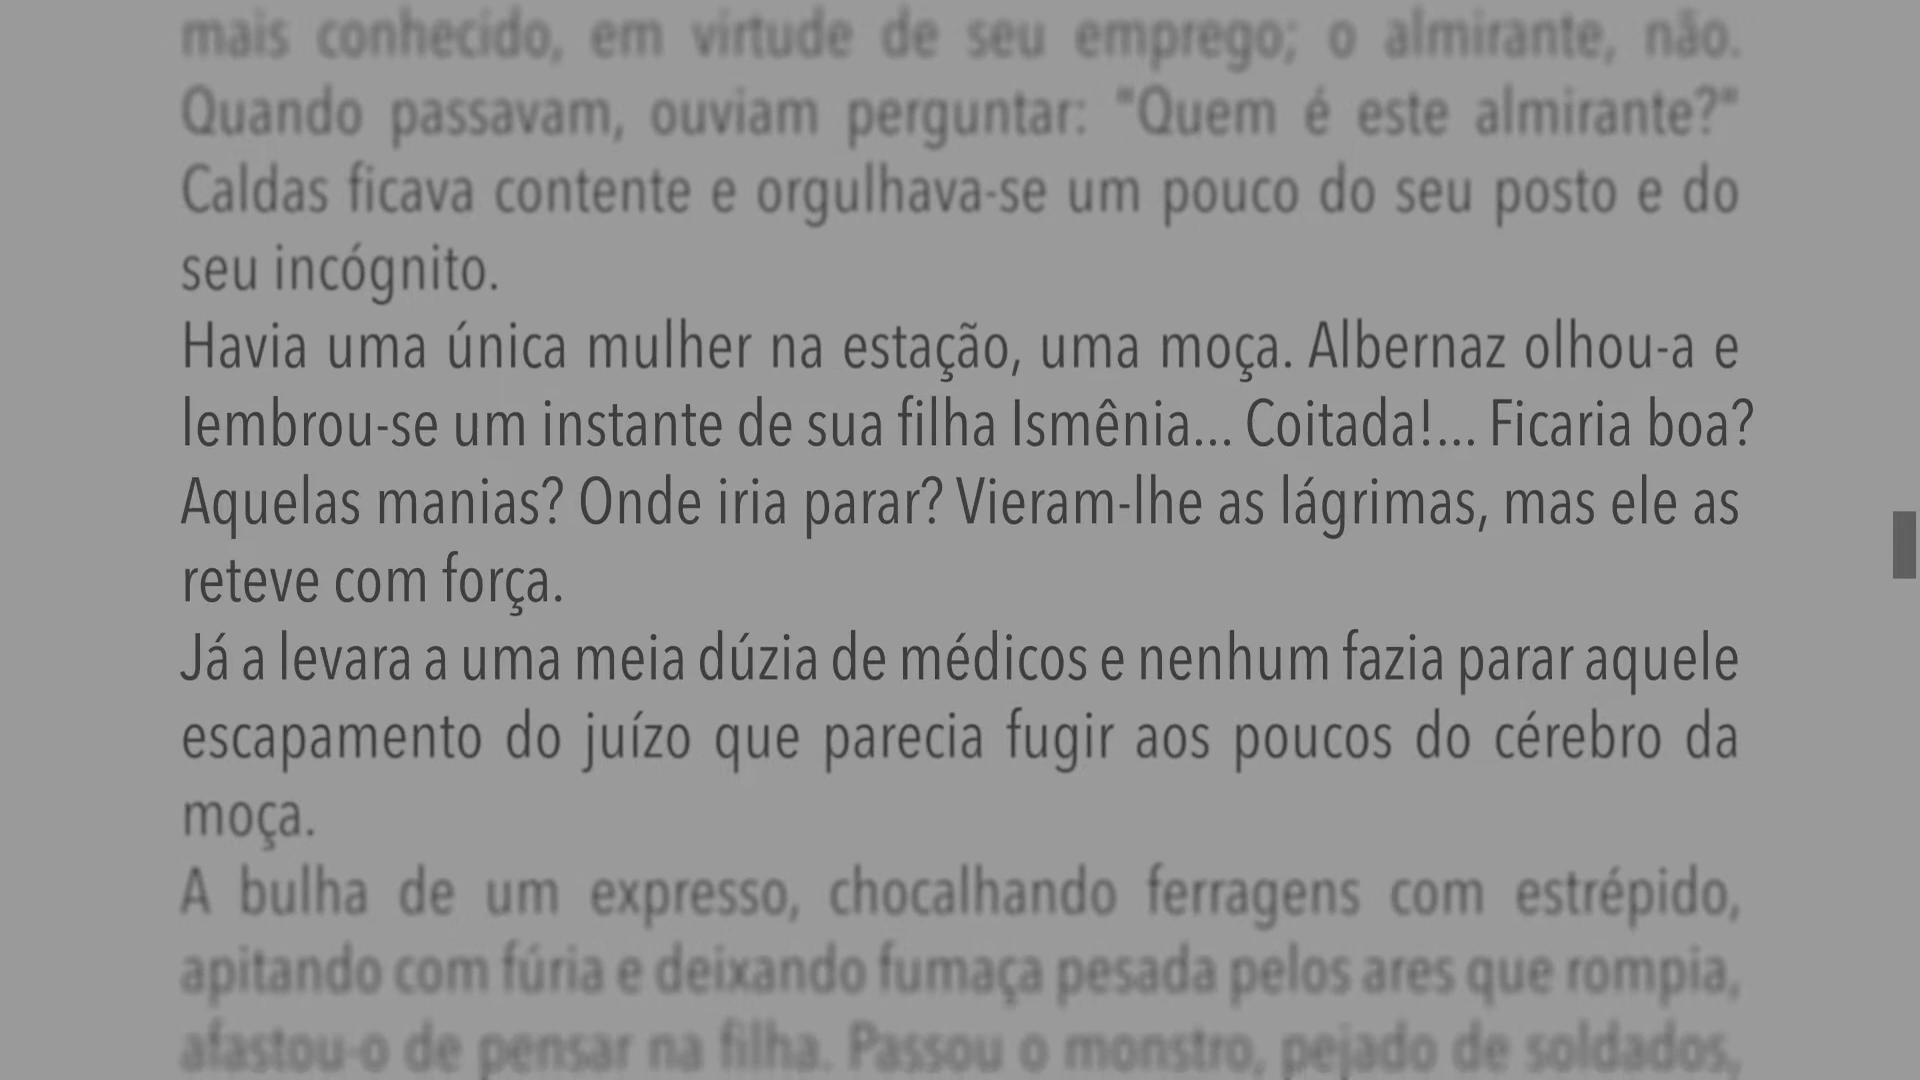 mais conhecido, em virtude de seu emprego; o almirante, não.
Quando passavam, ouviam perguntar: "Quem é este almirante?"
Caldas ficava contente e orgulhava-se um pouco do seu posto e do
seu incógnito.
Havia uma única mulher na estação, uma moça. Albernaz olhou-a e
lembrou-se um instante de sua filha Ismênia... Coitada!... Ficaria boa?
Aquelas manias? Onde iria parar? Vieram-lhe as lágrimas, mas ele as
reteve com força.
Já a levara a uma meia dúzia de médicos e nenhum fazia parar aquele
escapamento do juízo que parecia fugir aos poucos do cérebro da
moça.
A bulha de um expresso, chocalhando ferragens com estrépido,
apitando com fúria e deixando fumaça pesada pelos ares que rompia,
afastou-o de pensar na filha. Passou o monstro, pejado de soldados,